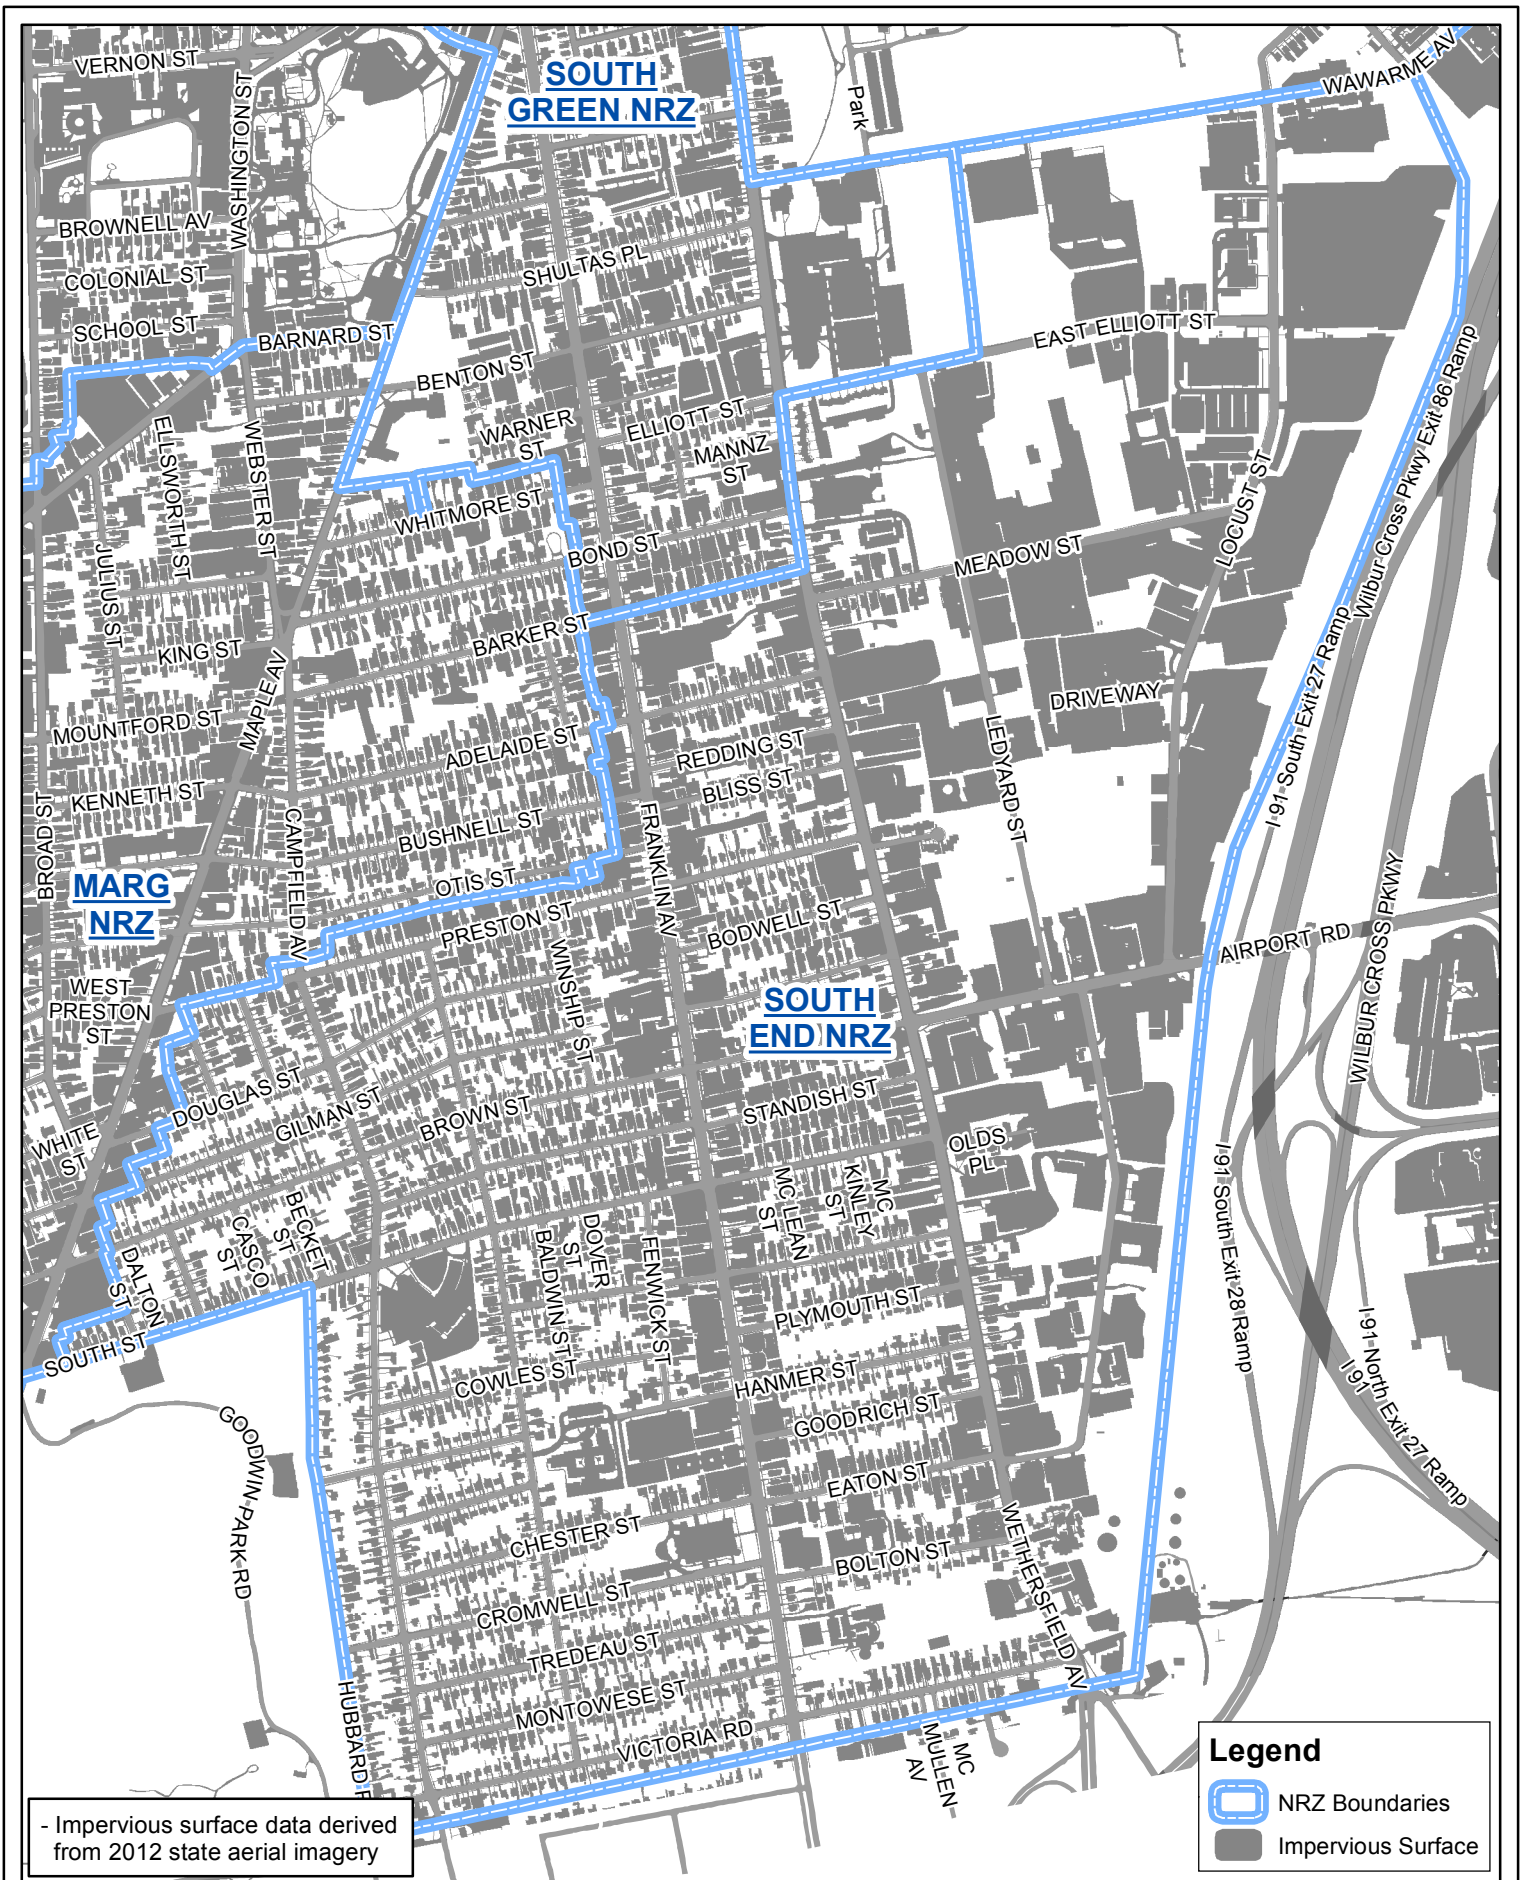 VERNON ST
WASHINGTON ST
SOUTH
GREEN NRZ
Park
WAWARME AV
BROWNELL AV
COLONIAL ST
SCHOOL ST
BARNARD ST
SHULTAS PL
BENTON ST
EAST ELLIOTT ST
WARNER
ST
ELLIOTT ST
MANNZ
ST
ELLSWORTH ST
WEBSTER ST
WHITMORE ST
BOND ST
MEADOW ST
LOCUST ST
Wilbur Cross Pkwy Exit 86 Ramp
JULIUS ST
KING ST
BARKER ST
MAPLE AV
MOUNTFORD ST
ADELAIDE ST
REDDING ST
DRIVEWAY
LEDYARD ST
I-91 South Exit 27 Ramp
KENNETH ST
BLISS ST
BROAD ST
CAMPFIELD AV
BUSHNELL ST
FRANKLIN AV
MARG
NRZ
OTIS ST
PRESTON ST
BODWELL ST
WINSHIP ST
AIRPORT RD
WILBUR CROSS PKWY
WEST
PRESTON
ST
SOUTH
END NRZ
DOUGLAS ST
GILMAN ST
BROWN ST
STANDISH ST
WHITE
ST
OLDS
PL
MC LEAN
ST
MC
KINLEY
ST
I-91 South Exit 28 Ramp
BECKET
ST
CASCO
ST
DALTON
ST
DOVER
ST
BALDWIN ST
FENWICK ST
PLYMOUTH ST
SOUTH ST
COWLES ST
HANMER ST
GOODRICH ST
I-91
I-91 North Exit 27 Ramp
GOODWIN PARK RD
EATON ST
CHESTER ST
BOLTON ST
WETHERSFIELD AV
CROMWELL ST
TREDEAU ST
MONTOWESE ST
HUBBARD R
VICTORIA RD
MC
MULLEN
AV
Legend
NRZ Boundaries
Impervious Surface
- Impervious surface data derived
from 2012 state aerial imagery